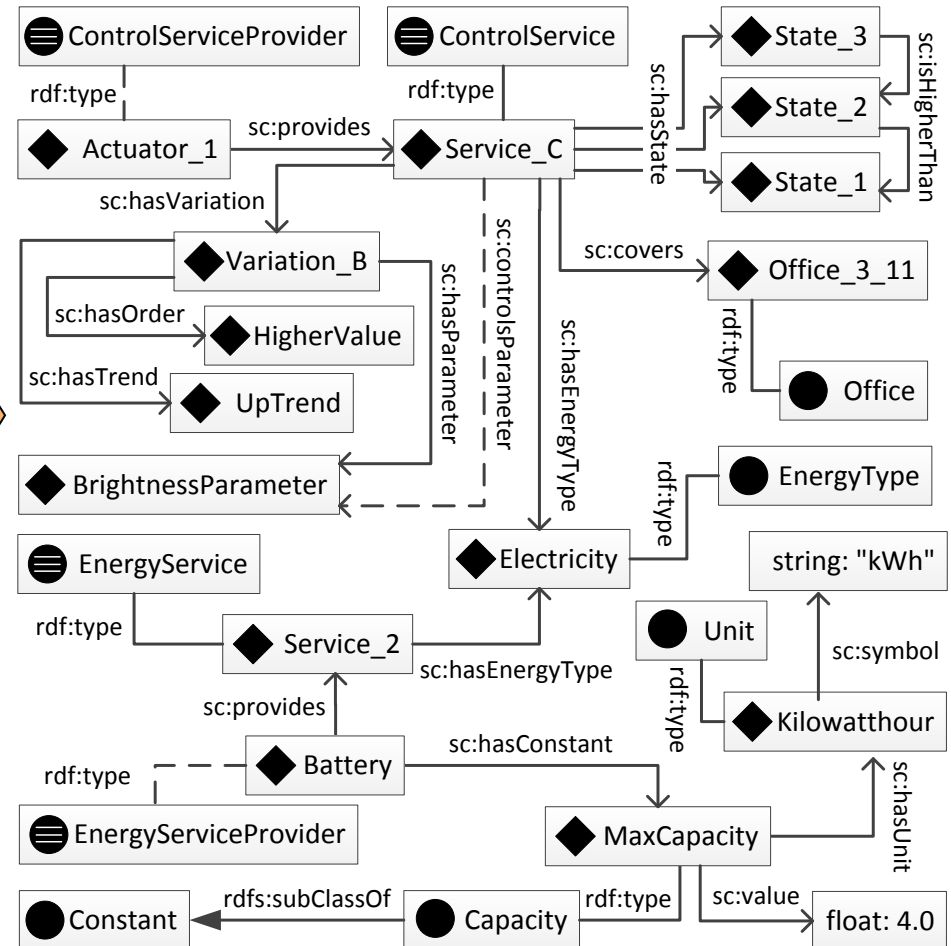 ControlServiceProvider
ControlService
State_3
rdf:type
rdf:type
sc:isHigherThan
State_2
sc:provides
Actuator_1
Service_C
sc:hasState
State_1
sc:hasVariation
sc:controlsParameter
sc:covers
Variation_B
Office_3_11
sc:hasParameter
sc:hasOrder
HigherValue
sc:hasEnergyType
rdf:type
sc:hasTrend
UpTrend
Office
BrightnessParameter
rdf:type
EnergyType
EnergyService
Electricity
string: "kWh"
rdf:type
Service_2
Unit
sc:hasEnergyType
sc:symbol
rdf:type
sc:provides
Kilowatthour
sc:hasConstant
Battery
rdf:type
sc:hasUnit
EnergyServiceProvider
MaxCapacity
rdfs:subClassOf
rdf:type
sc:value
Constant
Capacity
float: 4.0